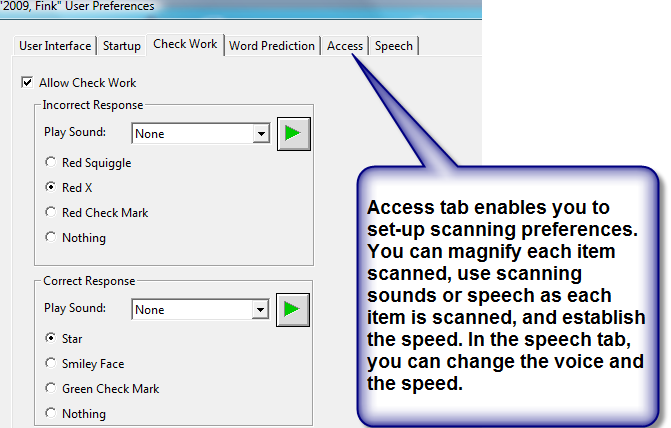 "2009, Fink" User Preferences
User Interface Startup Check Work Word Prediction Access Speech
Allow Check Work
Incorrect Response
Play Sound: None
Red Squiggle
Red X
Red Check Mark
Nothing
Correct Response
Play Sound: None
Star
Smiley Face
Green Check Mark
Nothing
Access tab enables you to
set-up scanning preferences.
You can magnify each item
scanned, use scanning
sounds or speech as each
item is scanned, and establish
the speed. In the speech tab,
you can change the voice and
the speed.